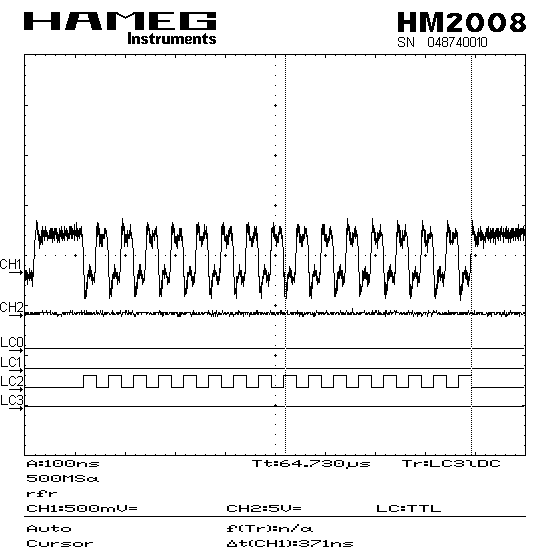 HAMEG
Instruments
HM2008
SN 048740010
CH1
CH2
LC0
LC1
LC2
LC3
A:100ns Tt:64.730µs Tr:LC3↿DC
500MSa
rfr
CH1:500mV= CH2:5V= LC:TTL
Auto f(Tr):n/a
Cursor Δt(CH1):371ns